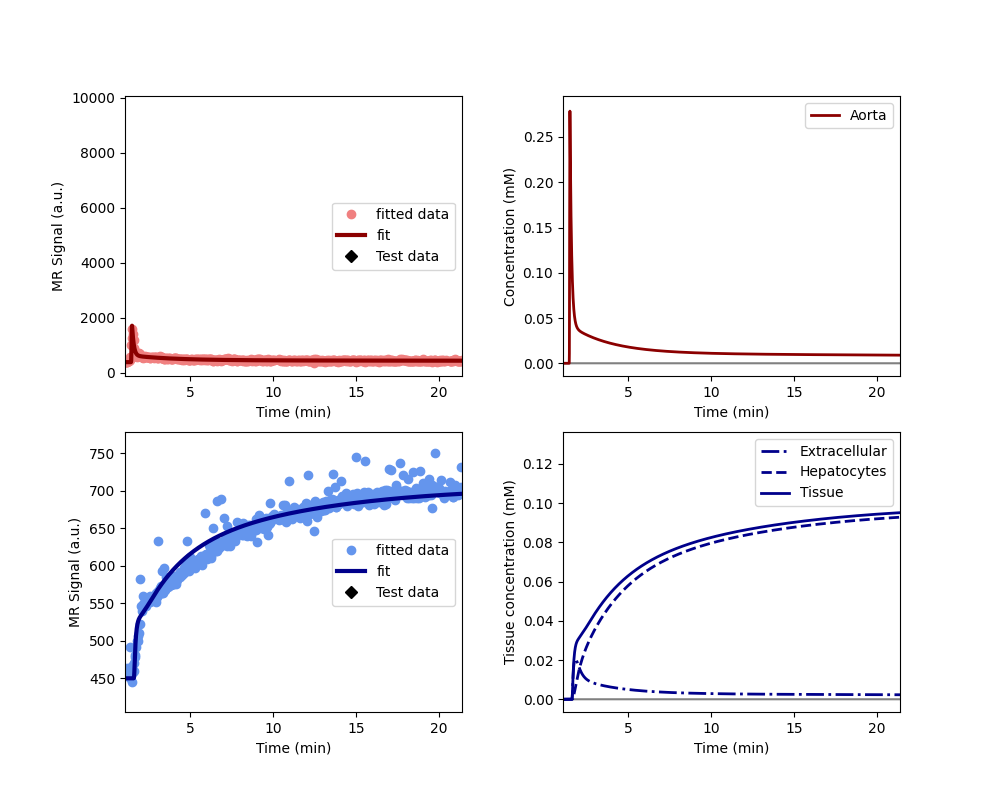 10000
8000
6000
4000
2000
0
MR Signal (a.u.)
fitted data
fit
Test data
5
10
15
20
Time (min)
0.25
0.20
0.15
0.10
0.05
0.00
Concentration (mM)
Aorta
5
10
15
20
Time (min)
750
700
650
600
550
500
450
MR Signal (a.u.)
fitted data
fit
Test data
5
10
15
20
Time (min)
0.12
0.10
0.08
0.06
0.04
0.02
0.00
Tissue concentration (mM)
Extracellular
Hepatocytes
Tissue
5
10
15
20
Time (min)